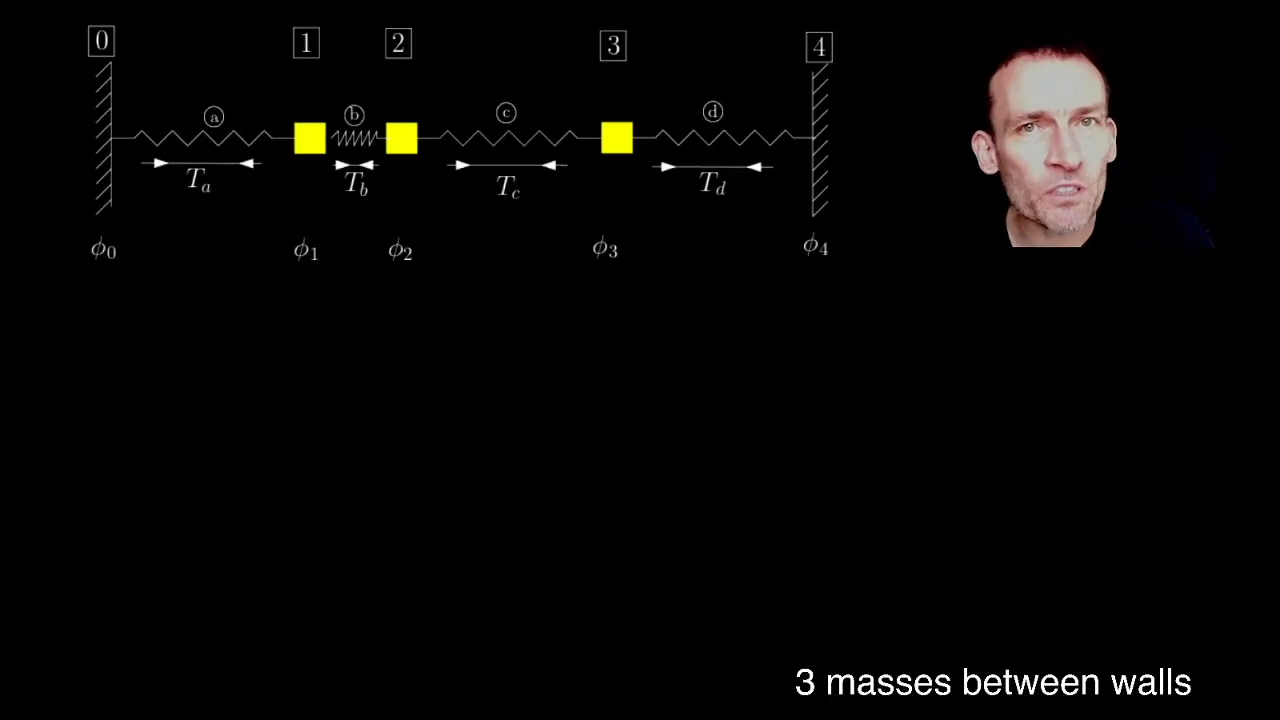 0 1 2 3 4
a b c d
T_a T_b T_c T_d
ϕ_0 ϕ_1 ϕ_2 ϕ_3 ϕ_4
3 masses between walls